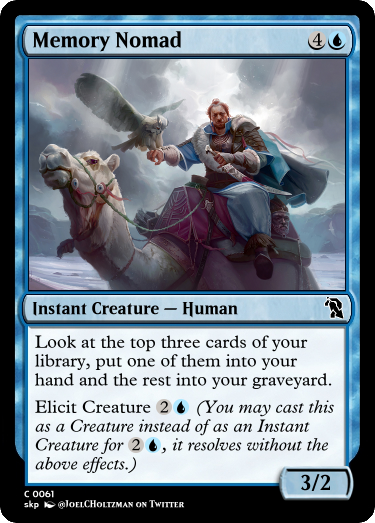 Memory Nomad 4
Instant Creature — Human
Look at the top three cards of your
library, put one of them into your
hand and the rest into your graveyard.
Elicit Creature 2 (You may cast this
as a Creature instead of as an Instant
Creature for 2, it resolves without the
above effects.)
3/2
C 0061
skp @JoelCHoltzman on Twitter